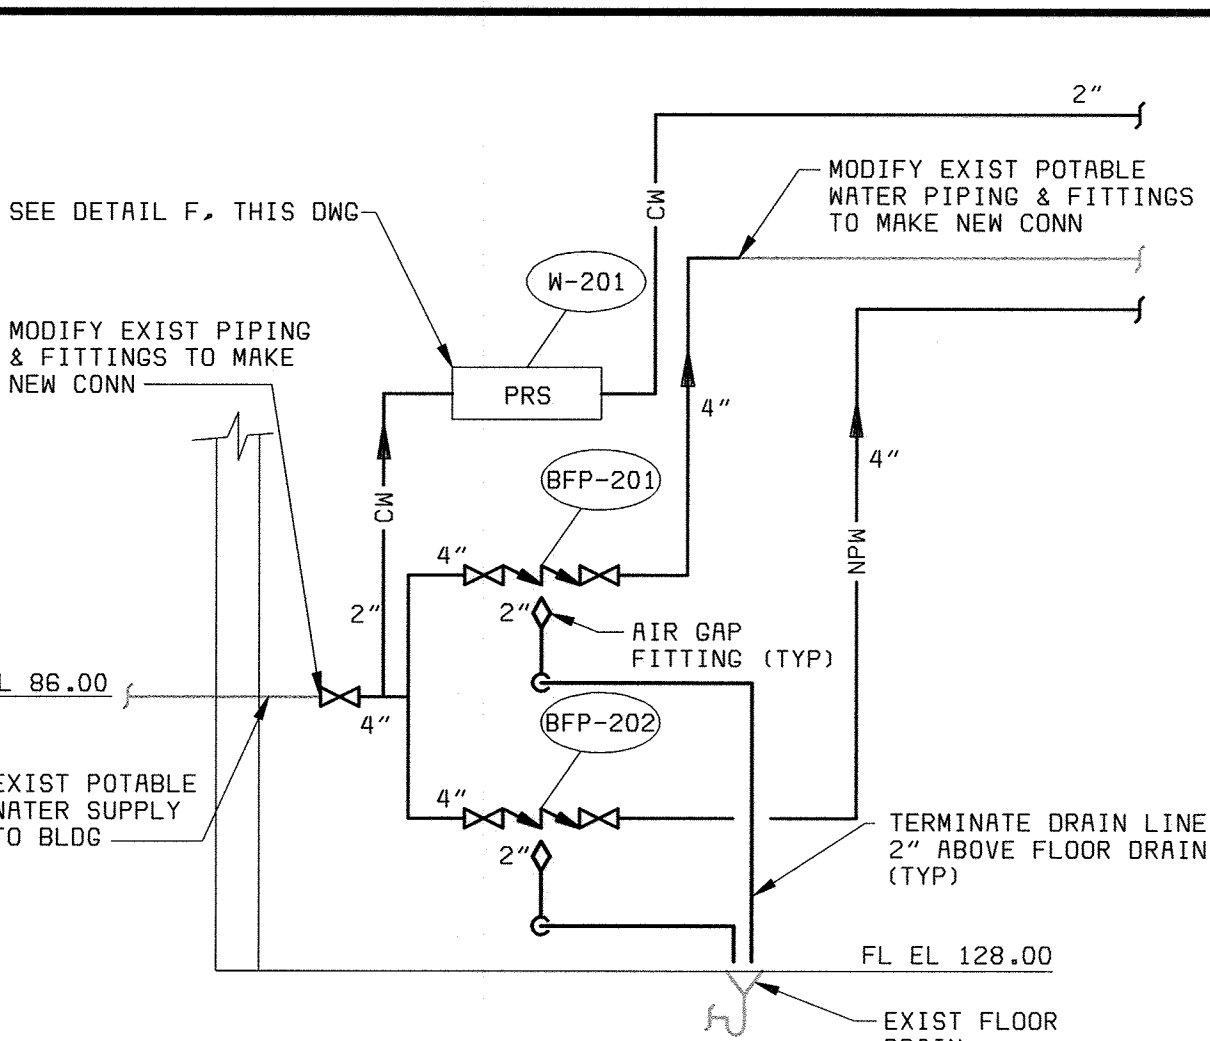 2"
MODIFY EXIST POTABLE
WATER PIPING & FITTINGS
TO MAKE NEW CONN
SEE DETAIL F, THIS DWG
CW
W-201
MODIFY EXIST PIPING
& FITTINGS TO MAKE
NEW CONN
PRS
4"
4"
BFP-201
CW
NPW
4"
2"
2"
AIR GAP
FITTING (TYP)
L 86.00
4"
BFP-202
EXIST POTABLE
WATER SUPPLY
TO BLDG
4"
2"
TERMINATE DRAIN LINE
2" ABOVE FLOOR DRAIN
(TYP)
FL EL 128.00
EXIST FLOOR
DRAIN